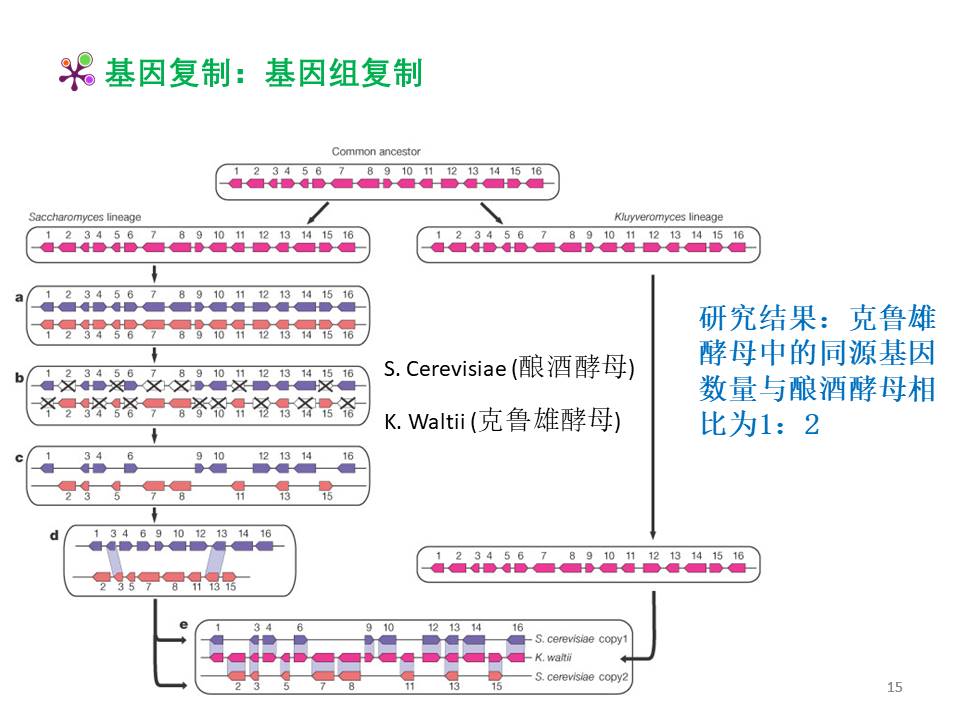 基因复制：基因组复制
Common ancestor
1 2 3 4 5 6 7 8 9 10 11 12 13 14 15 16
Saccharomyces lineage
Kluyveromyces lineage
1 2 3 4 5 6 7 8 9 10 11 12 13 14 15 16
1 2 3 4 5 6 7 8 9 10 11 12 13 14 15 16
a
1 2 3 4 5 6 7 8 9 10 11 12 13 14 15 16
1 2 3 4 5 6 7 8 9 10 11 12 13 14 15 16
b
1 2 3 4 5 6 7 8 9 10 11 12 13 14 15 16
1 2 3 4 5 6 7 8 9 10 11 12 13 14 15 16
S. Cerevisiae (酿酒酵母)
K. Waltii (克鲁雄酵母)
研究结果：克鲁雄
酵母中的同源基因
数量与酿酒酵母相
比为1：2
c
1 3 4 6 9 10 12 13 14 16
2 3 5 7 8 11 13 15
d
1 3 4 6 9 10 12 13 14 16
2 3 5 7 8 11 13 15
1 2 3 4 5 6 7 8 9 10 11 12 13 14 15 16
e
1 3 4 6 9 10 12 13 14 16
S. cerevisiae copy1
K. waltii
S. cerevisiae copy2
2 3 5 7 8 11 13 15
15